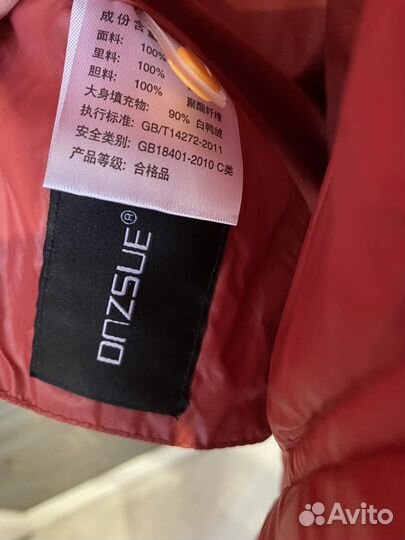 成份含量
面料: 100%
里料: 100%
胆料: 100% 聚酯纤维
大身填充物: 90% 白鸭绒
执行标准: GB/T14272-2011
安全类别: GB18401-2010 C类
产品等级: 合格品
DNZSUE®
Avito